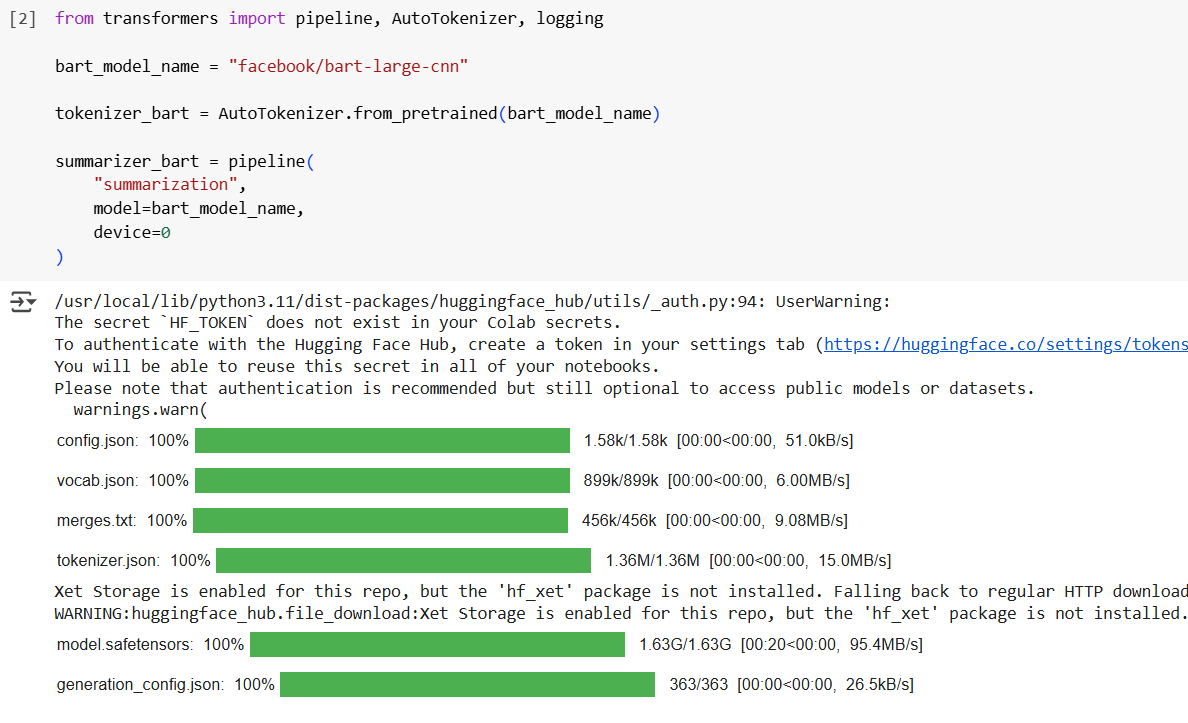 [2] from transformers import pipeline, AutoTokenizer, logging
bart_model_name = "facebook/bart-large-cnn"
tokenizer_bart = AutoTokenizer.from_pretrained(bart_model_name)
summarizer_bart = pipeline(
"summarization",
model=bart_model_name,
device=0
)
/usr/local/lib/python3.11/dist-packages/huggingface_hub/utils/_auth.py:94: UserWarning:
The secret `HF_TOKEN` does not exist in your Colab secrets.
To authenticate with the Hugging Face Hub, create a token in your settings tab (https://huggingface.co/settings/tokens
You will be able to reuse this secret in all of your notebooks.
Please note that authentication is recommended but still optional to access public models or datasets.
warnings.warn(
config.json: 100% 1.58k/1.58k [00:00<00:00, 51.0kB/s]
vocab.json: 100% 899k/899k [00:00<00:00, 6.00MB/s]
merges.txt: 100% 456k/456k [00:00<00:00, 9.08MB/s]
tokenizer.json: 100% 1.36M/1.36M [00:00<00:00, 15.0MB/s]
Xet Storage is enabled for this repo, but the 'hf_xet' package is not installed. Falling back to regular HTTP download
WARNING:huggingface_hub.file_download:Xet Storage is enabled for this repo, but the 'hf_xet' package is not installed.
model.safetensors: 100% 1.63G/1.63G [00:20<00:00, 95.4MB/s]
generation_config.json: 100% 363/363 [00:00<00:00, 26.5kB/s]